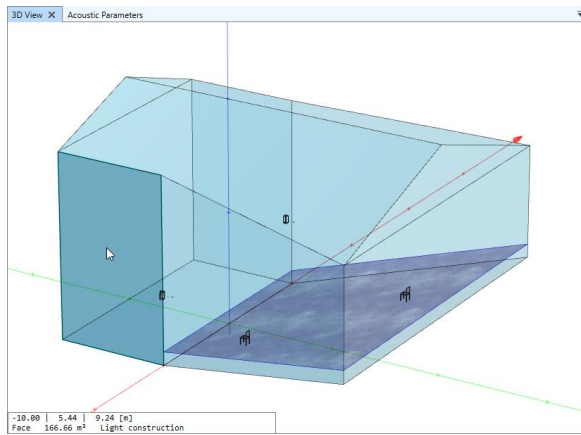 3D View Acoustic Parameters
-10.00 | 5.44 | 9.24 [m]
Face 166.66 m² Light construction